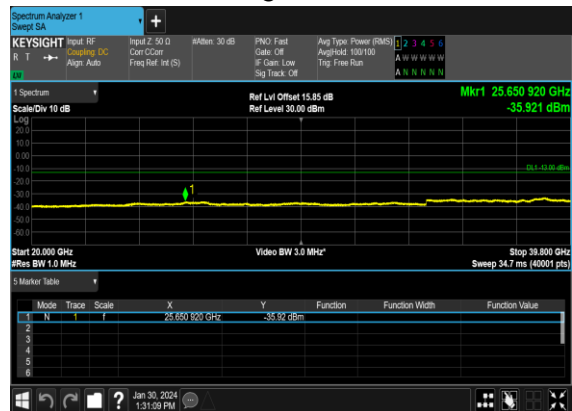 Spectrum Analyzer 1
Swept SA
KEYSIGHT
R T
Input: RF
Coupling: DC
Align: Auto
Input Z: 50 Ω
Corr CCorr
Freq Ref: Int (S)
#Atten: 30 dB
PNO: Fast
Gate: Off
IF Gain: Low
Sig Track: Off
Avg Type: Power (RMS)
Avg|Hold: 100/100
Trig: Free Run
1 2 3 4 5 6
A W W W W W
A N N N N N
1 Spectrum
Scale/Div 10 dB
Ref Lvl Offset 15.85 dB
Ref Level 30.00 dBm
Mkr1 25.650 920 GHz
-35.921 dBm
Log
20.0
10.0
0.00
-10.0
DL1 -13.00 dBm
-20.0
-30.0
-40.0
-50.0
-60.0
1
Start 20.000 GHz
#Res BW 1.0 MHz
Video BW 3.0 MHz*
Stop 39.800 GHz
Sweep 34.7 ms (40001 pts)
5 Marker Table
Mode Trace Scale X Y Function Function Width Function Value
1 N 1 f 25.650 920 GHz -35.92 dBm
2
3
4
5
6
?
Jan 30, 2024
1:31:09 PM